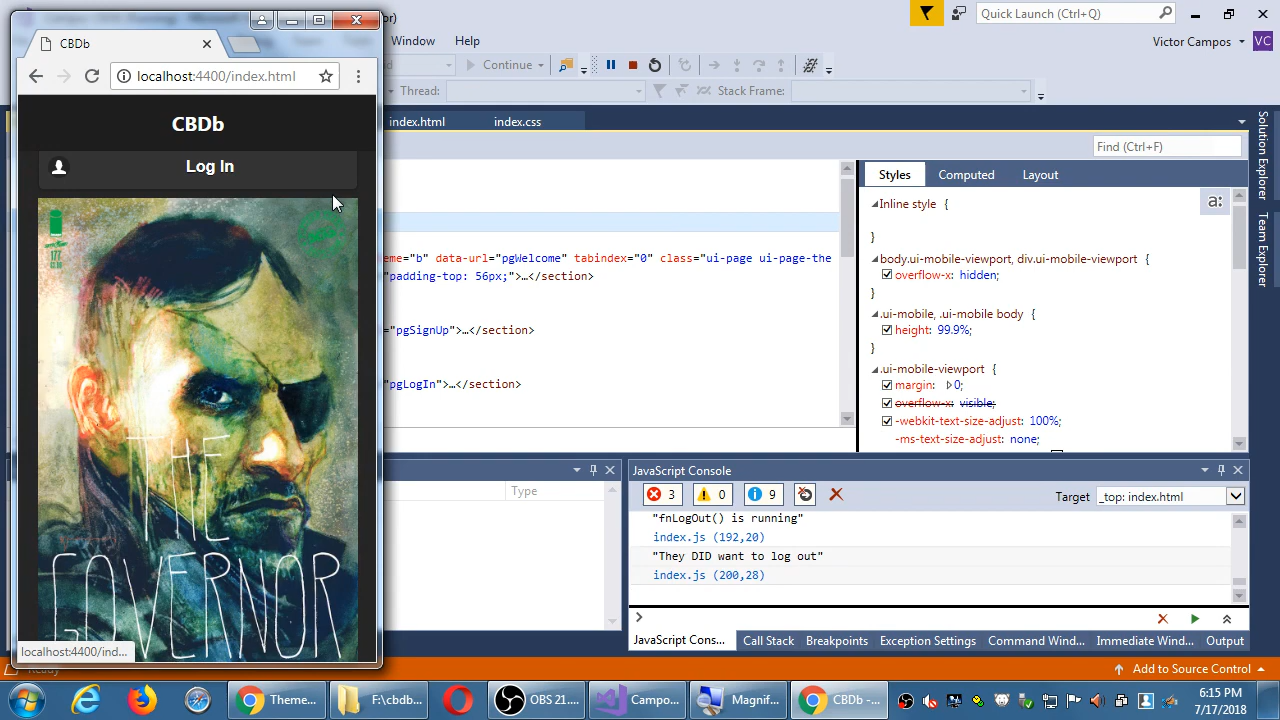 CBDb
localhost:4400/index.html
CBDb
Log In
177
THE
GOVERNOR
localhost:4400/ind...
Quick Launch (Ctrl+Q)
Window
Help
Victor Campos
VC
Continue
Thread:
Stack Frame:
index.html
index.css
Find (Ctrl+F)
eme="b" data-url="pgWelcome" tabindex="0" class="ui-page ui-page-the
"padding-top: 56px;">…</section>
="pgSignUp">…</section>
="pgLogIn">…</section>
Styles
Computed
Layout
Inline style {
}
a:
body.ui-mobile-viewport, div.ui-mobile-viewport {
overflow-x: hidden;
}
.ui-mobile, .ui-mobile body {
height: 99.9%;
}
.ui-mobile-viewport {
margin: 0;
overflow-x: visible;
-webkit-text-size-adjust: 100%;
-ms-text-size-adjust: none;
Solution Explorer
Team Explorer
Type
JavaScript Console
3
0
9
Target
_top: index.html
"fnLogOut() is running"
index.js (192,20)
"They DID want to log out"
index.js (200,28)
JavaScript Cons...
Call Stack
Breakpoints
Exception Settings
Command Wind...
Immediate Wind...
Output
Ready
Add to Source Control
Theme...
F:\cbdb...
OBS 21....
Campo...
Magnif...
CBDb -...
6:15 PM
7/17/2018